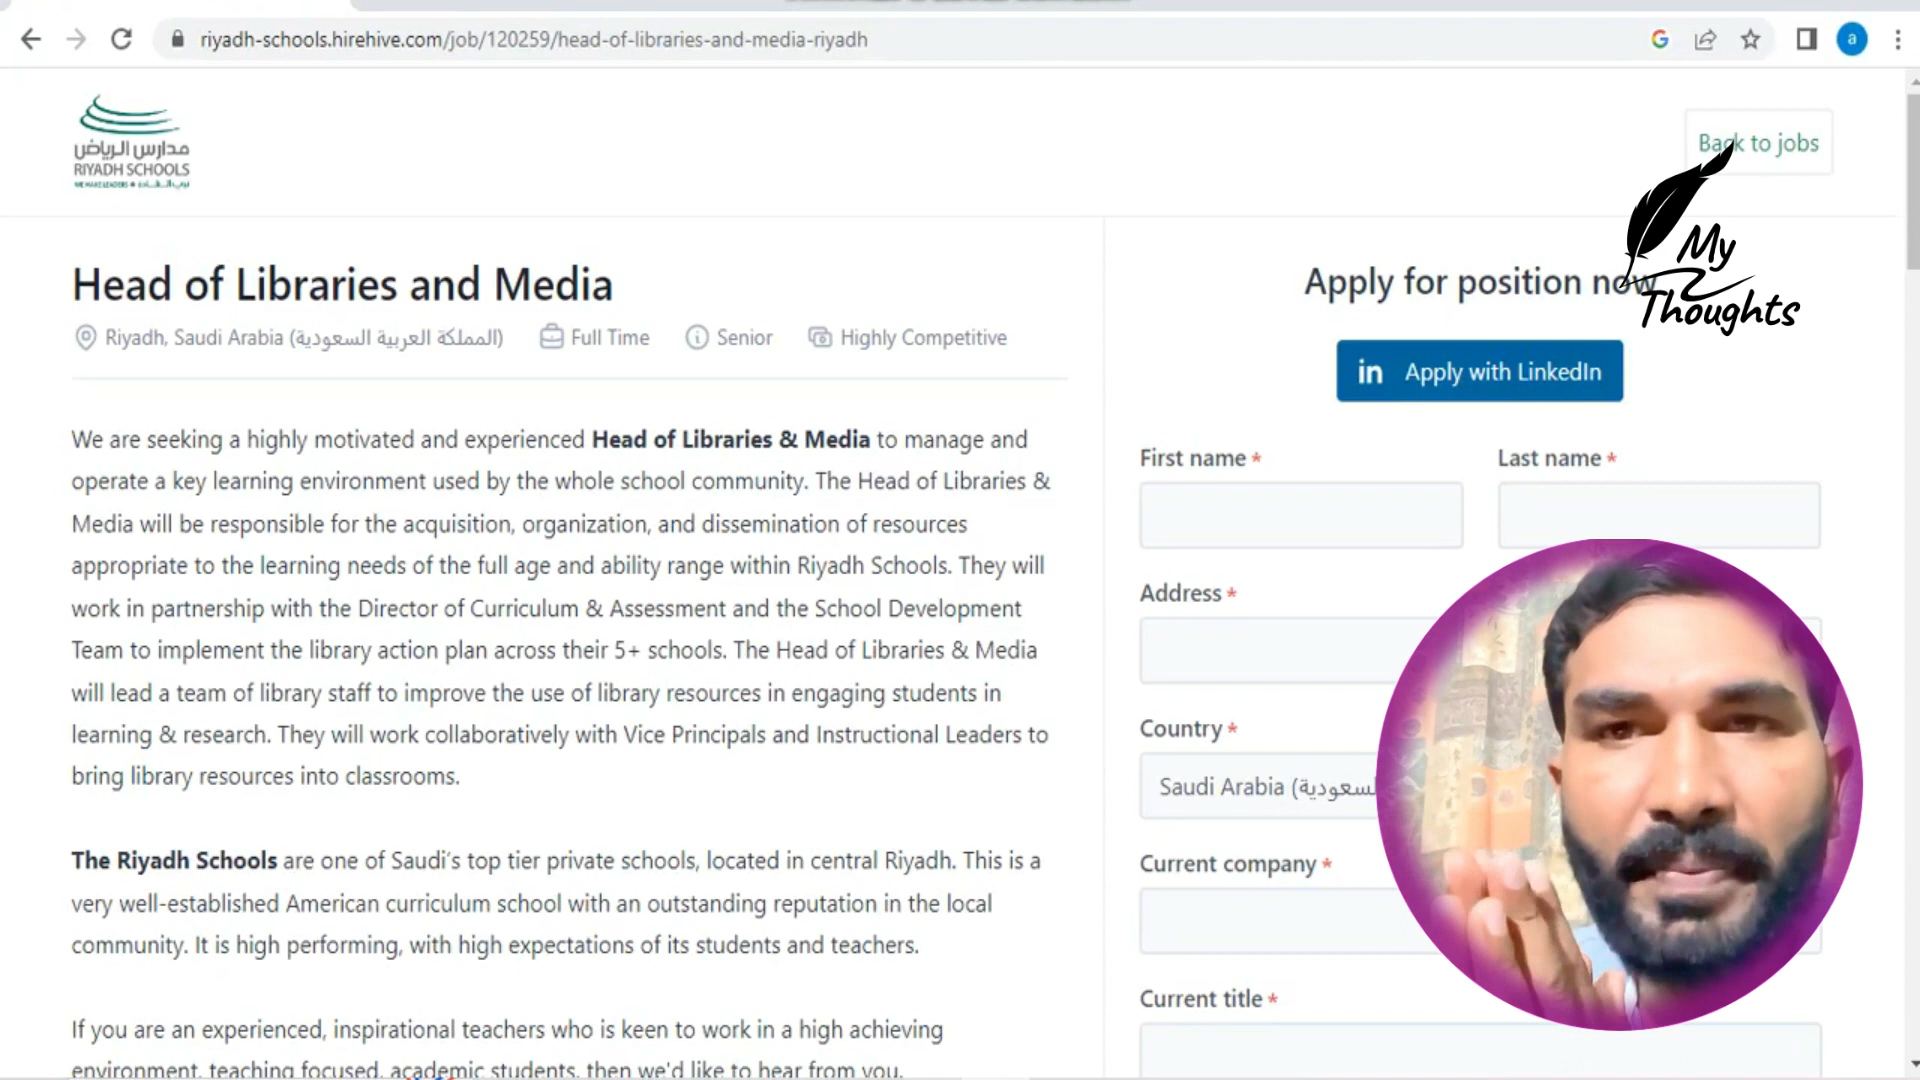 riyadh-schools.hirehive.com/job/120259/head-of-libraries-and-media-riyadh
a
مدارس الرياض
RIYADH SCHOOLS
WE MAKE LEADERS
Back to jobs
My
Thoughts
Head of Libraries and Media
Riyadh, Saudi Arabia (المملكة العربية السعودية)
Full Time
Senior
Highly Competitive
We are seeking a highly motivated and experienced Head of Libraries & Media to manage and
operate a key learning environment used by the whole school community. The Head of Libraries &
Media will be responsible for the acquisition, organization, and dissemination of resources
appropriate to the learning needs of the full age and ability range within Riyadh Schools. They will
work in partnership with the Director of Curriculum & Assessment and the School Development
Team to implement the library action plan across their 5+ schools. The Head of Libraries & Media
will lead a team of library staff to improve the use of library resources in engaging students in
learning & research. They will work collaboratively with Vice Principals and Instructional Leaders to
bring library resources into classrooms.
The Riyadh Schools are one of Saudi's top tier private schools, located in central Riyadh. This is a
very well-established American curriculum school with an outstanding reputation in the local
community. It is high performing, with high expectations of its students and teachers.
If you are an experienced, inspirational teachers who is keen to work in a high achieving
environment, teaching focused, academic students, then we'd like to hear from you.
Apply for position now
in Apply with LinkedIn
First name *
Last name *
Address *
Country *
Saudi Arabia (
Current company *
Current title *